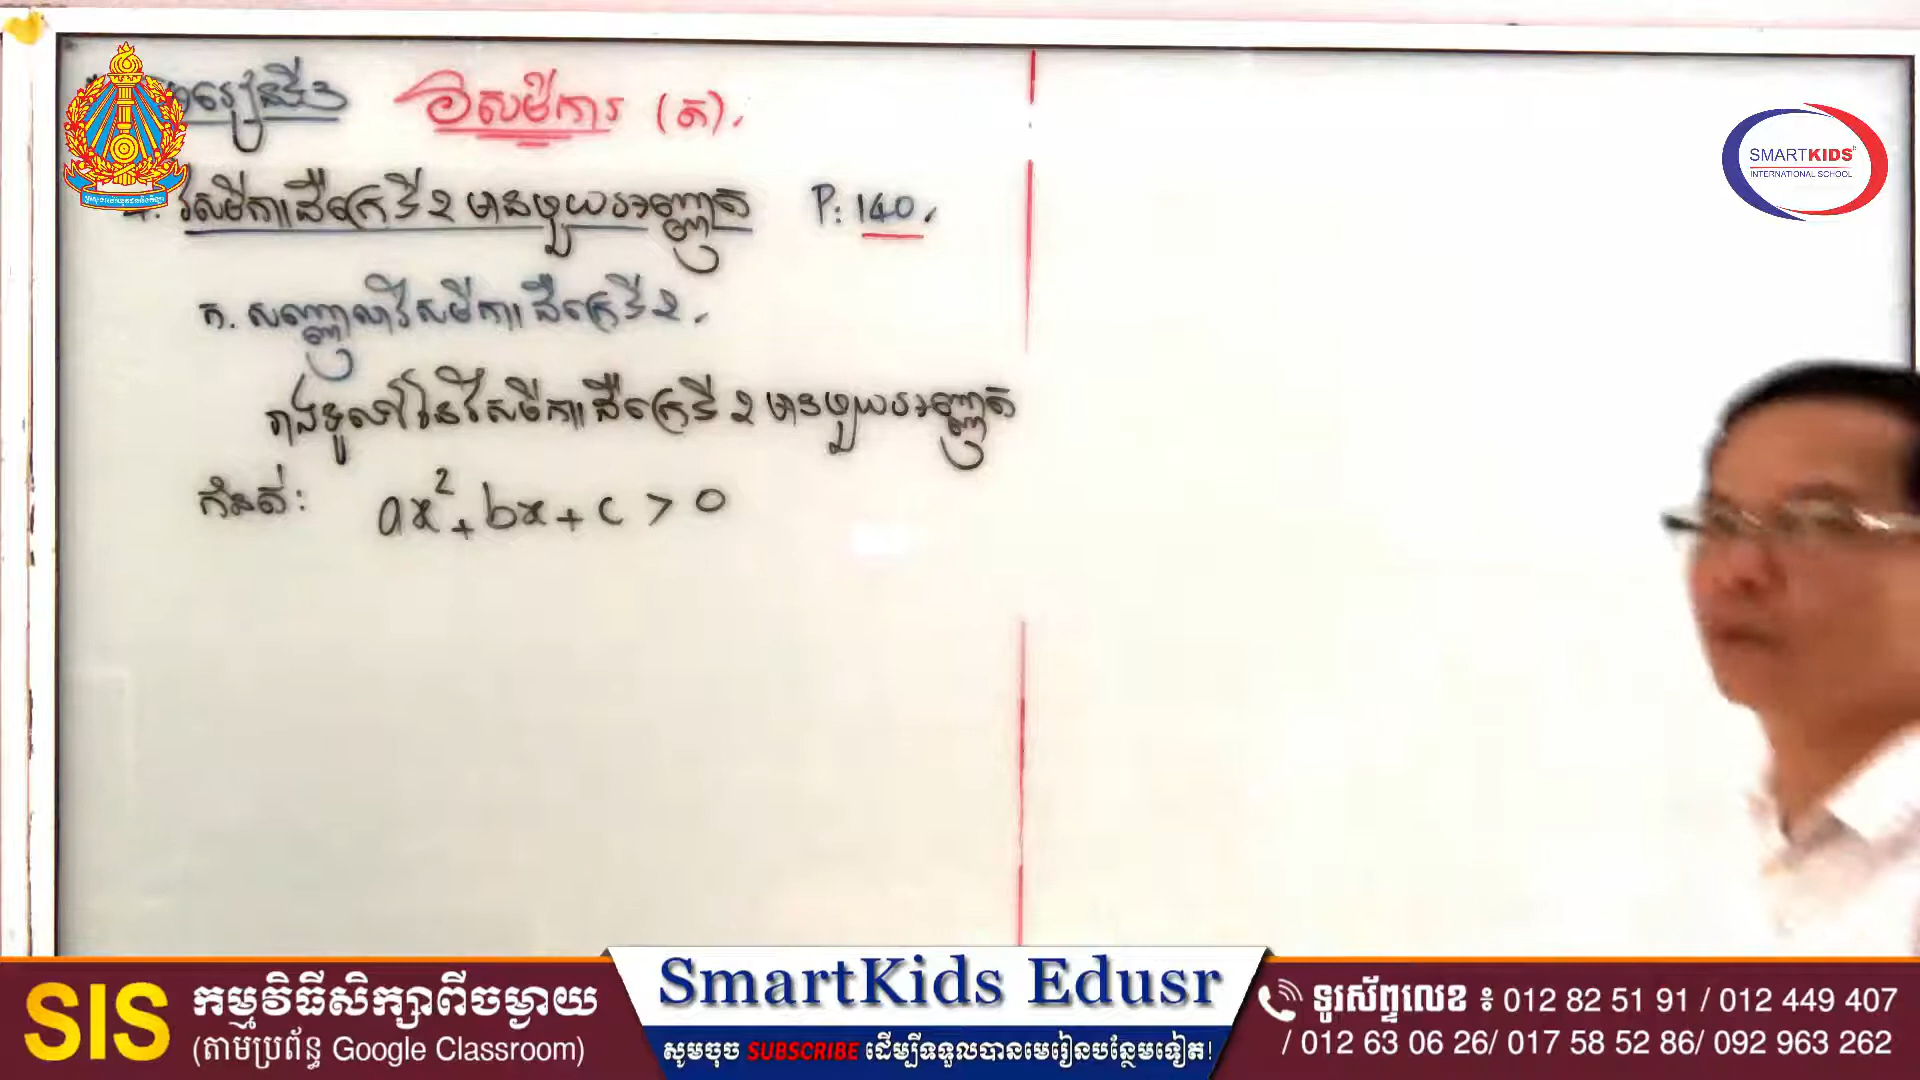 មេរៀនទី១ វិសមីការ (ត).
វិសមីការដឺក្រេទី២ មានមួយអញ្ញាត P: 140.
ក. សញ្ញាណវិសមីការដឺក្រេទី២.
រាងទូទៅនៃវិសមីការដឺក្រេទី ២ មានមួយអញ្ញាត
កំនត់: ax² + bx + c > 0
SMARTKIDS
INTERNATIONAL SCHOOL
SIS កម្មវិធីសិក្សាពីចម្ងាយ
(តាមប្រព័ន្ធ Google Classroom)
SmartKids Edusr
សូមចុច SUBSCRIBE ដើម្បីទទួលបានមេរៀនបន្ថែមទៀត!
ទូរស័ព្ទលេខ ៖ 012 82 51 91 / 012 449 407
/ 012 63 06 26/ 017 58 52 86/ 092 963 262